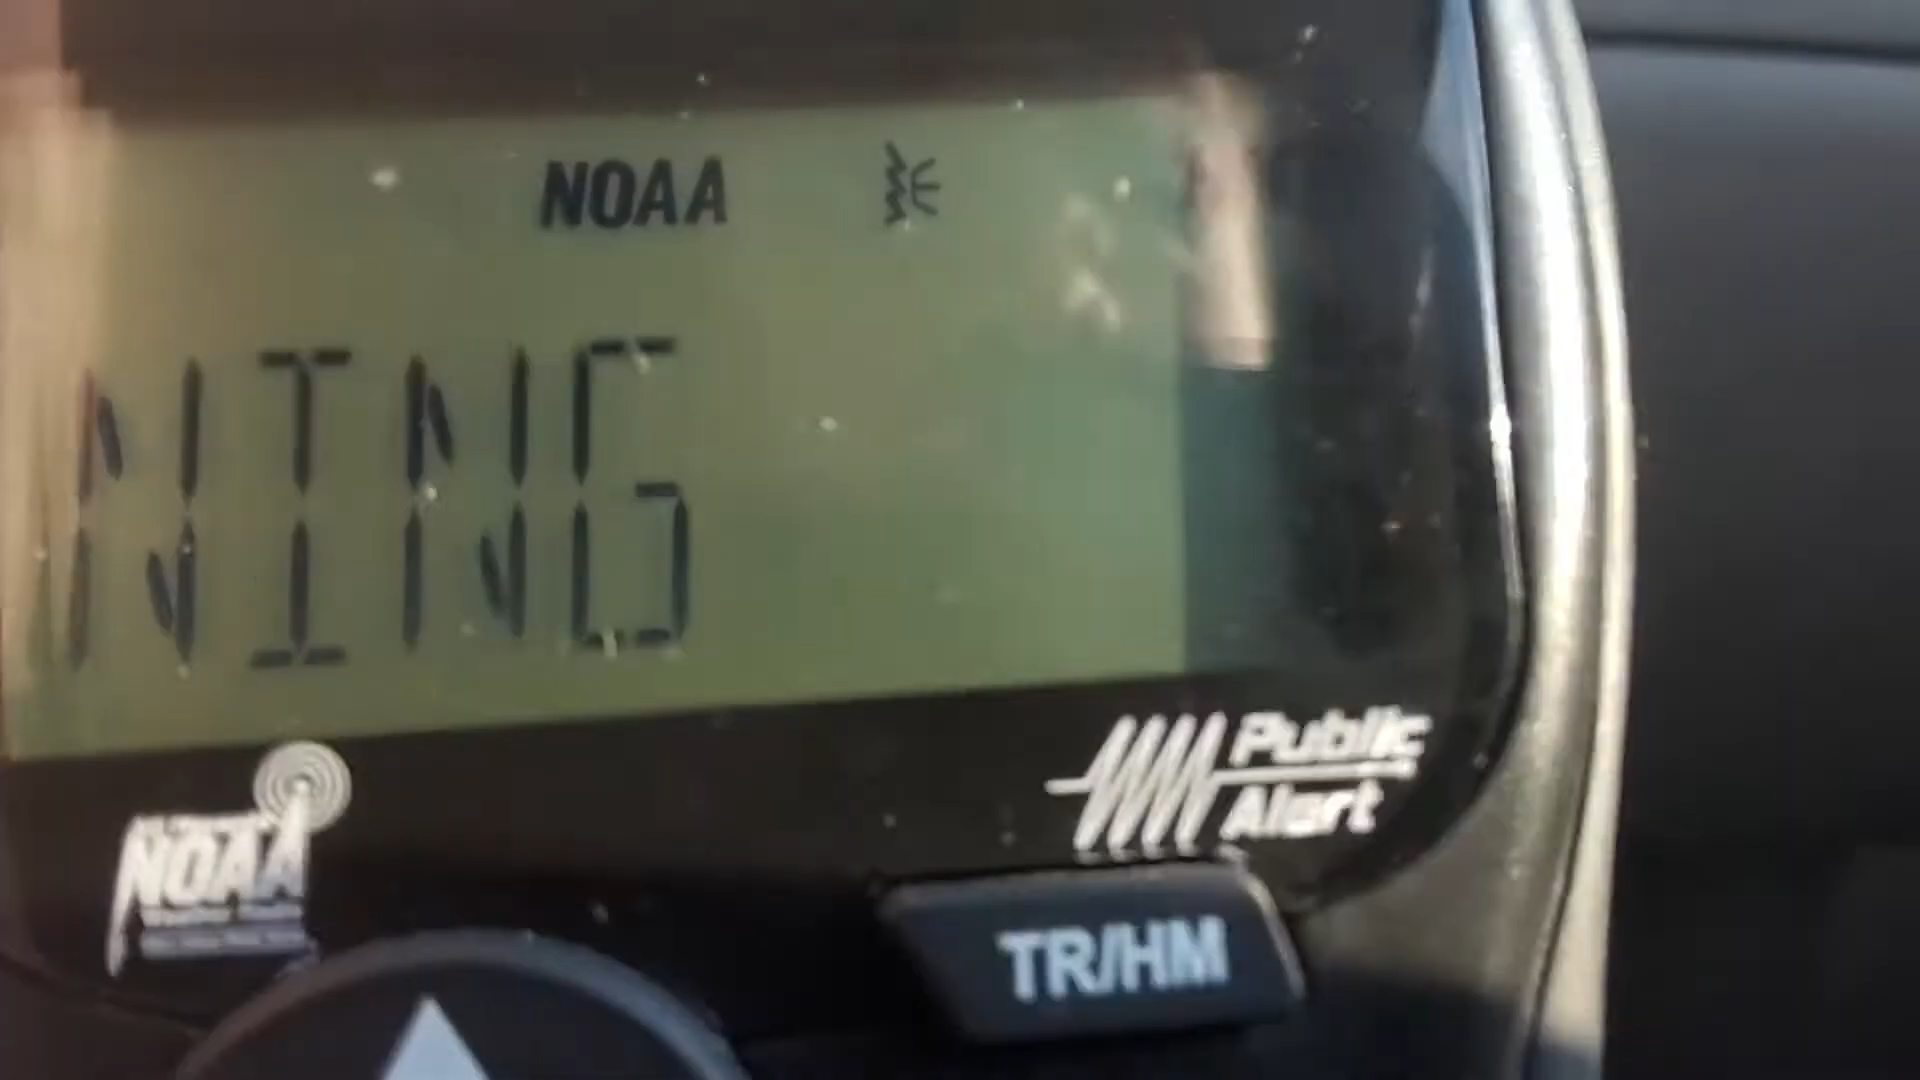 NOAA
NING
Public
Alert
NOAA
TR/HM